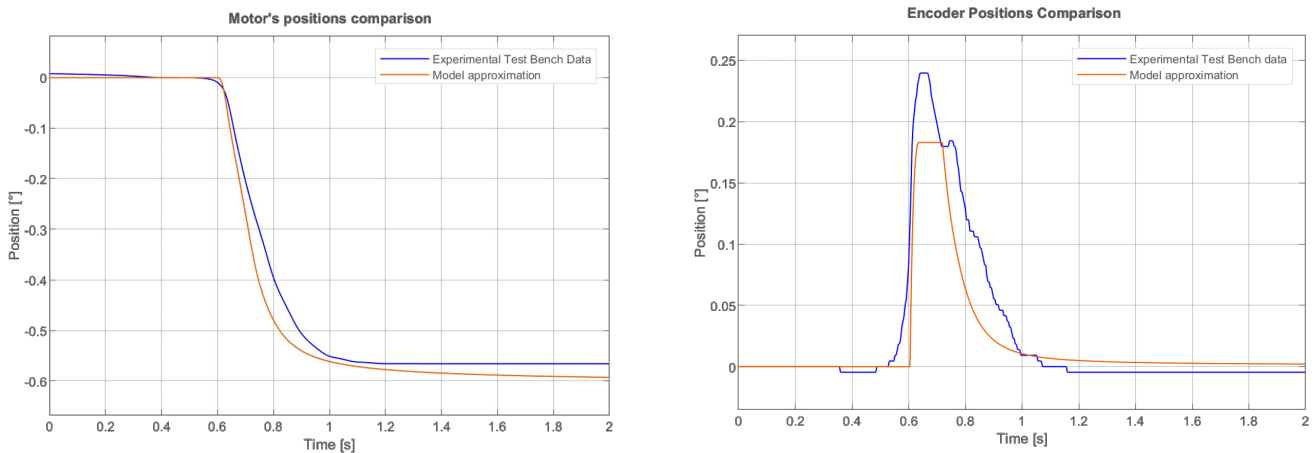 Motor's positions comparison
Experimental Test Bench Data
Model approximation
0
-0.1
-0.2
-0.3
-0.4
-0.5
-0.6
Position [°]
0 0.2 0.4 0.6 0.8 1 1.2 1.4 1.6 1.8 2
Time [s]
Encoder Positions Comparison
Experimental Test Bench data
Model approximation
0.25
0.2
0.15
0.1
0.05
0
Position [°]
0 0.2 0.4 0.6 0.8 1 1.2 1.4 1.6 1.8 2
Time [s]